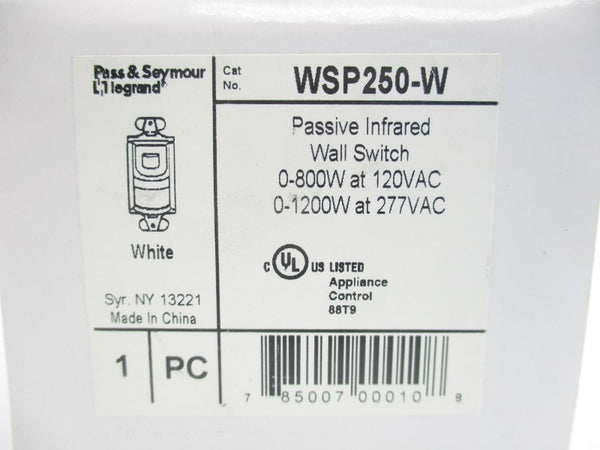 Pass & Seymour
Legrand
White
Syr. NY 13221
Made In China
1 PC
Cat No. WSP250-W
Passive Infrared
Wall Switch
0-800W at 120VAC
0-1200W at 277VAC
C UL US LISTED
Appliance
Control
88T9
7 85007 00010 8